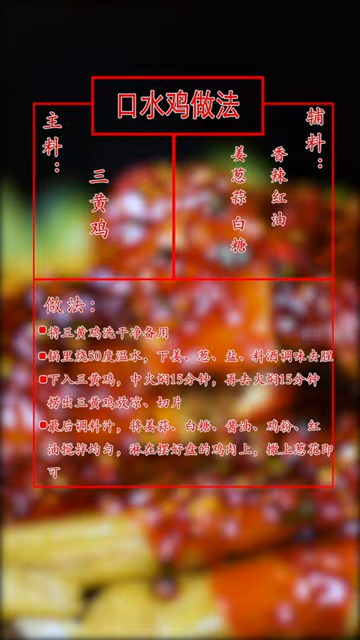 口水鸡做法
主料：
三黄鸡
辅料：
香辣红油
姜葱蒜 白糖
做法：
将三黄鸡洗干净备用
锅里烧50度温水，下姜、葱、盐、料酒调味去腥
下入三黄鸡，中火焖15分钟，再去火焖15分钟
捞出三黄鸡放凉、切片
最后调料汁，将姜蒜、白糖、酱油、鸡粉、红
油搅拌均匀，淋在摆好盘的鸡肉上，撒上葱花即
可